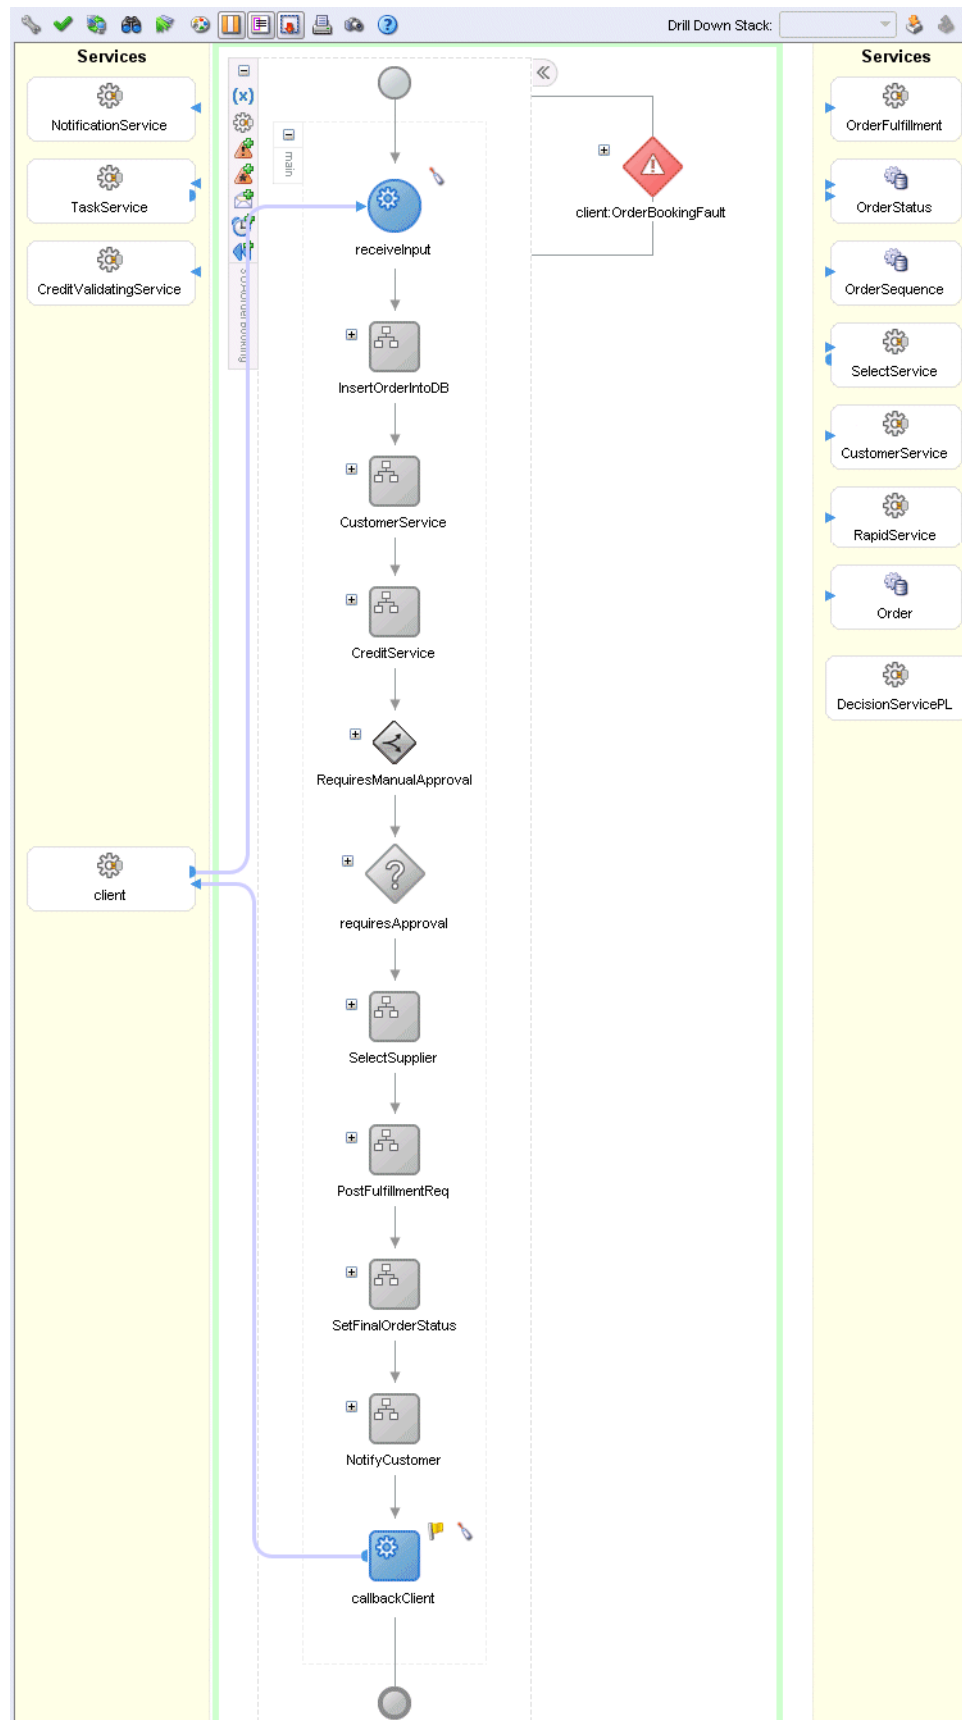 Drill Down Stack:
Services
Services
NotificationService
TaskService
CreditValidatingService
client
(x)
main
receiveInput
InsertOrderIntoDB
CustomerService
CreditService
RequiresManualApproval
requiresApproval
SelectSupplier
PostFulfillmentReq
SetFinalOrderStatus
NotifyCustomer
callbackClient
client:OrderBookingFault
OrderFulfillment
OrderStatus
OrderSequence
SelectService
CustomerService
RapidService
Order
DecisionServicePL